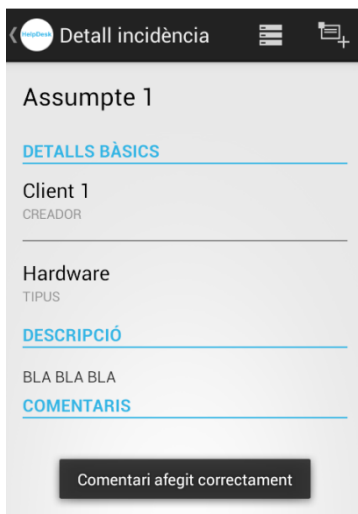 HelpDesk Detall incidència
Assumpte 1
DETALLS BÀSICS
Client 1
CREADOR
Hardware
TIPUS
DESCRIPCIÓ
BLA BLA BLA
COMENTARIS
Comentari afegit correctament